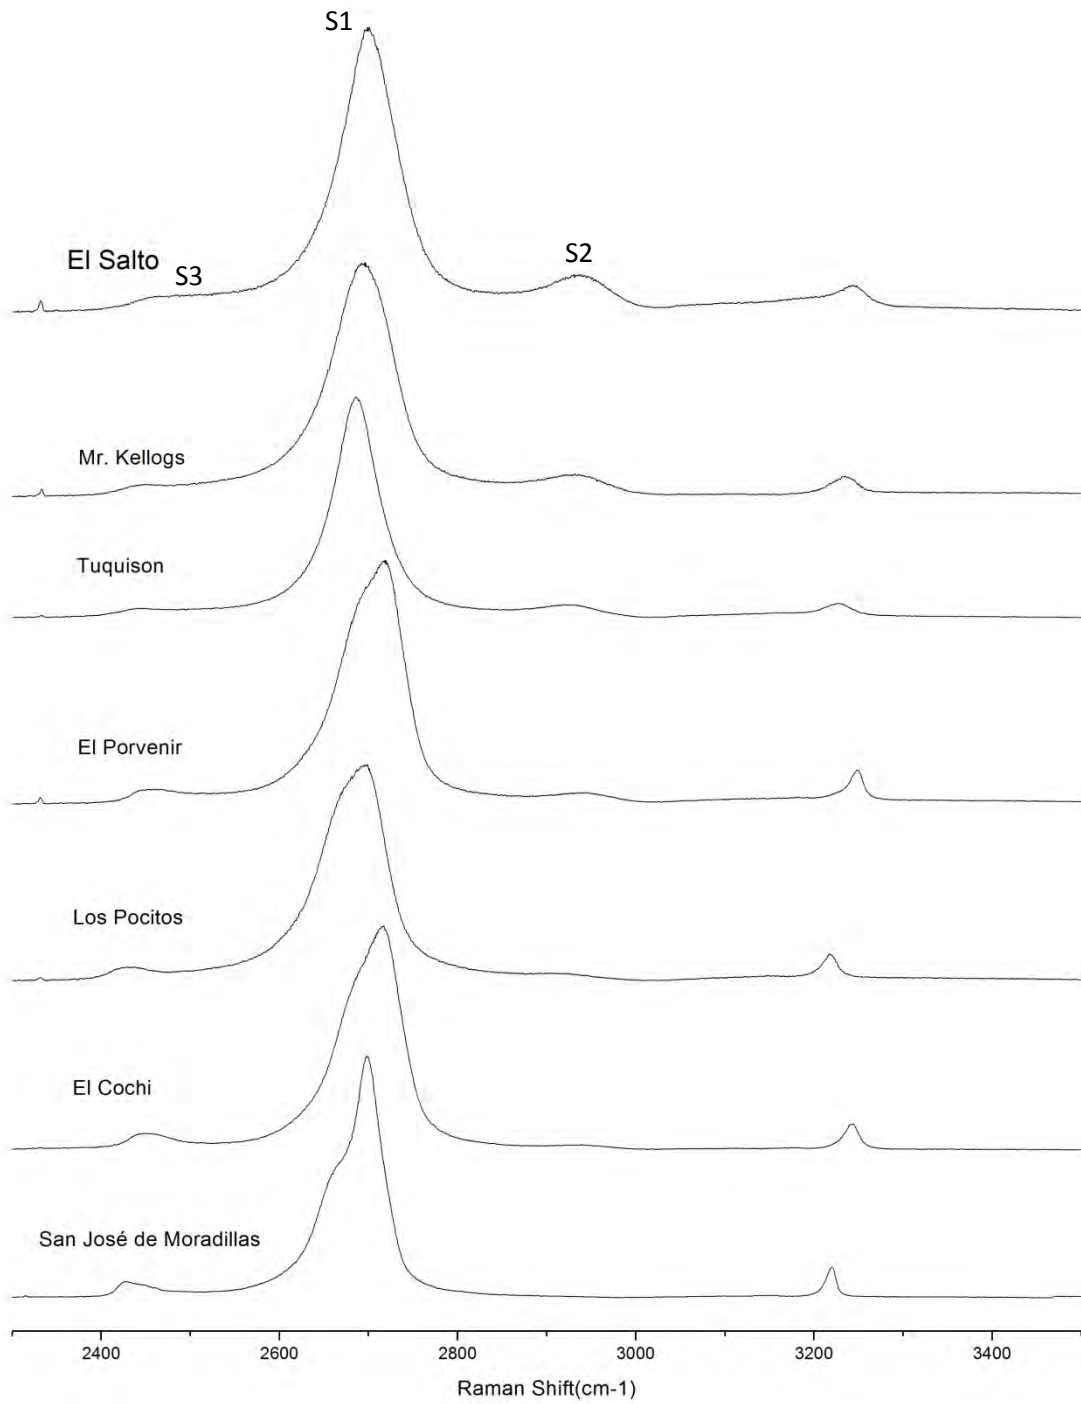 S1
El Salto
S3
S2
Mr. Kellogs
Tuquison
El Porvenir
Los Pocitos
El Cochi
San José de Moradillas
2400 2600 2800 3000 3200 3400
Raman Shift(cm-1)